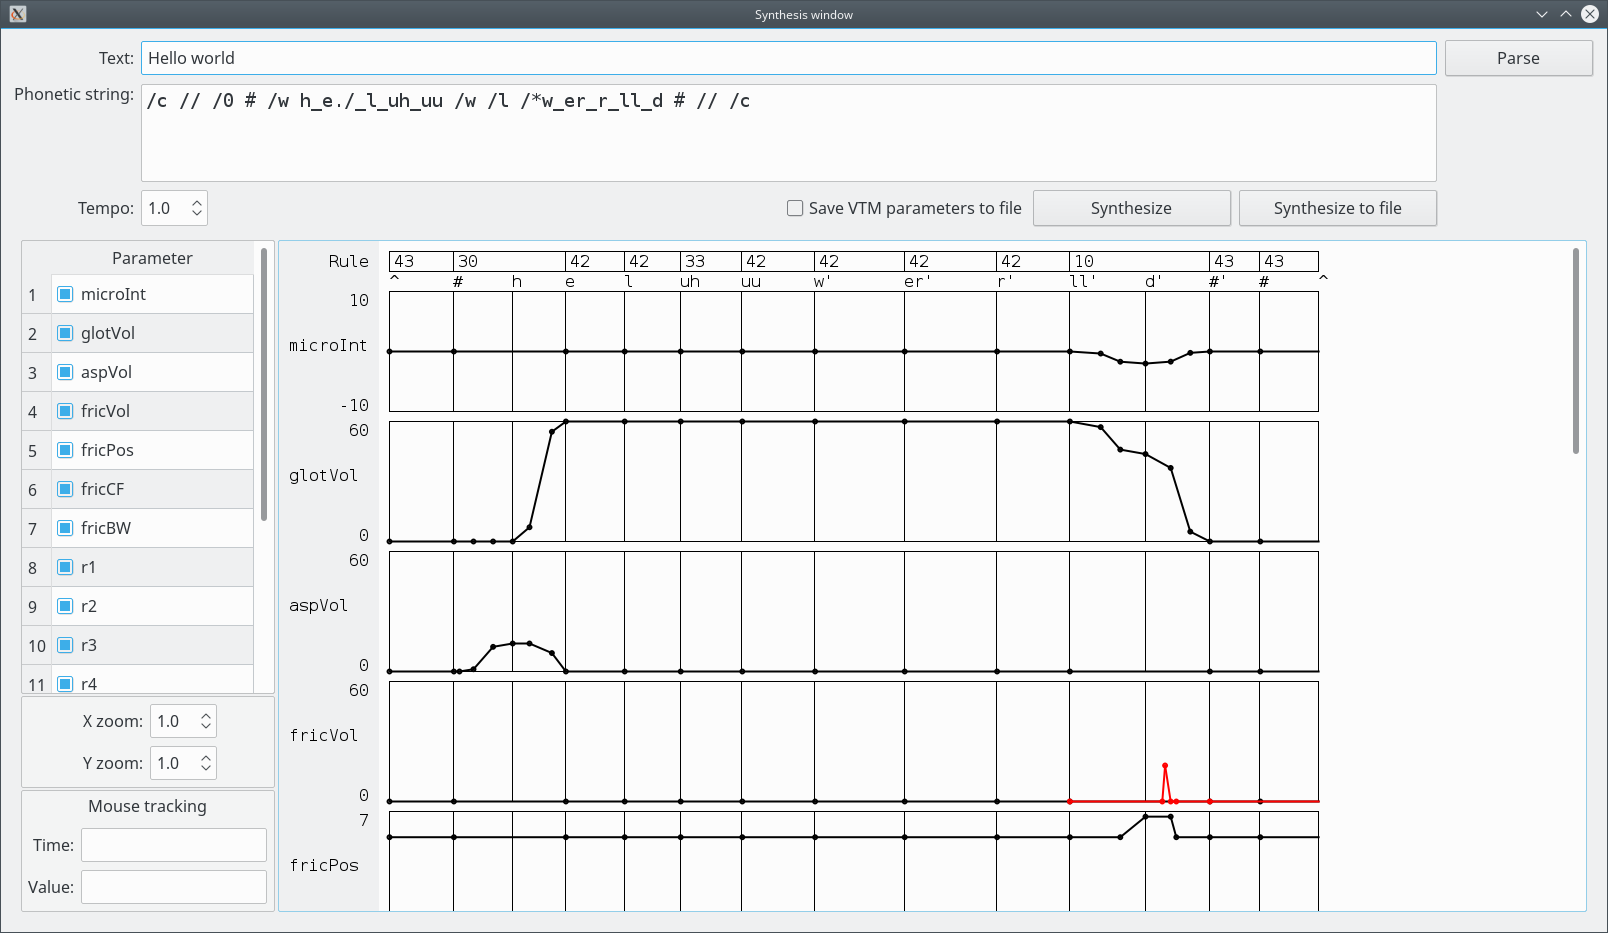 Synthesis window
Text: Hello world Parse
Phonetic string: /c // /0 # /w h_e./_l_uh_uu /w /l /*w_er_r_ll_d # // /c
Tempo: 1.0 Save VTM parameters to file Synthesize Synthesize to file
Parameter
1 microInt
2 glotVol
3 aspVol
4 fricVol
5 fricPos
6 fricCF
7 fricBW
8 r1
9 r2
10 r3
11 r4
X zoom: 1.0
Y zoom: 1.0
Mouse tracking
Time:
Value:
Rule 43 30 42 42 33 42 42 42 42 10 43 43
^ # h e l uh uu w' er' r' ll' d' #' # ^
10
microInt
-10
60
glotVol
0
60
aspVol
0
60
fricVol
0
7
fricPos